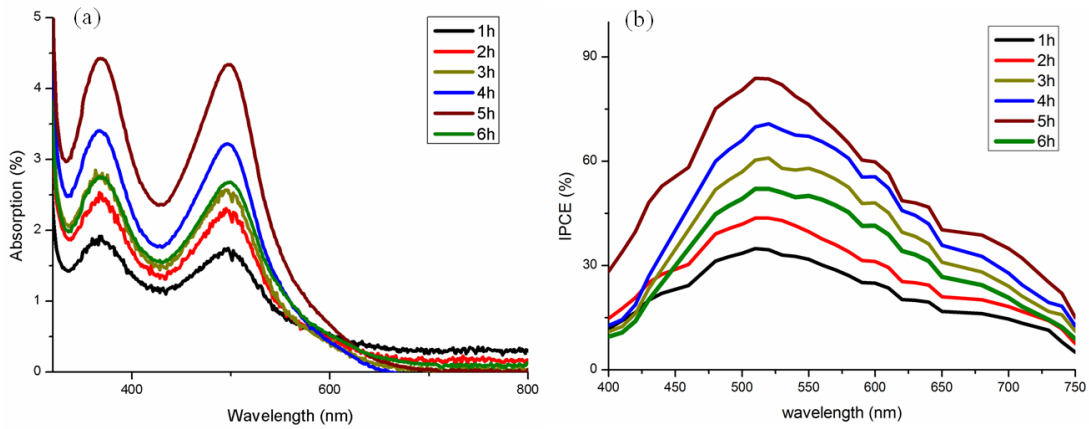 (a)
5
4
3
2
1
0
Absorption (%)
400
600
800
Wavelength (nm)
1h
2h
3h
4h
5h
6h
(b)
90
60
30
0
IPCE (%)
400
450
500
550
600
650
700
750
wavelength (nm)
1h
2h
3h
4h
5h
6h